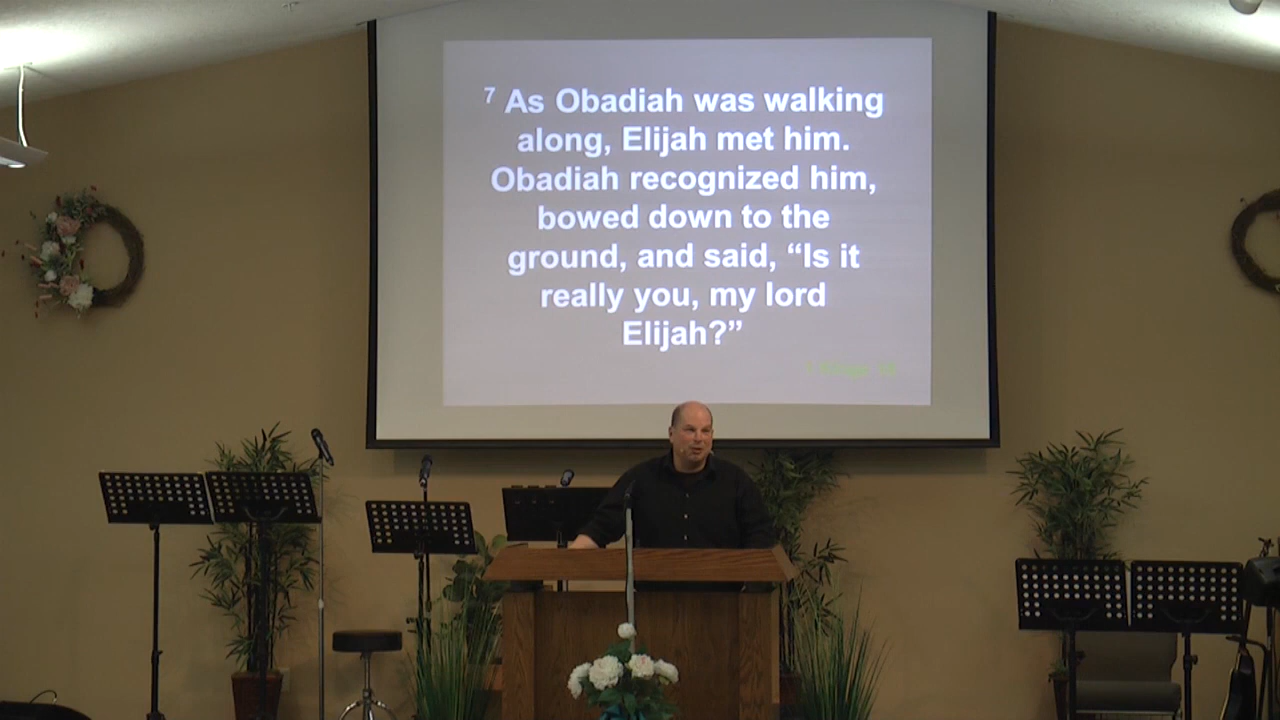 7 As Obadiah was walking
along, Elijah met him.
Obadiah recognized him,
bowed down to the
ground, and said, “Is it
really you, my lord
Elijah?”